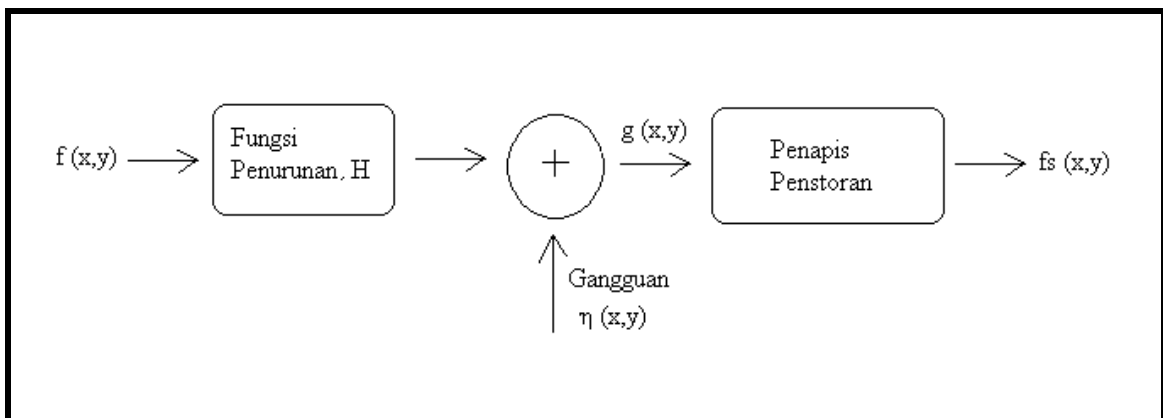 f (x,y)
Fungsi
Penurunan, H
+
Gangguan
η (x,y)
g (x,y)
Penapis
Penstoran
fs (x,y)